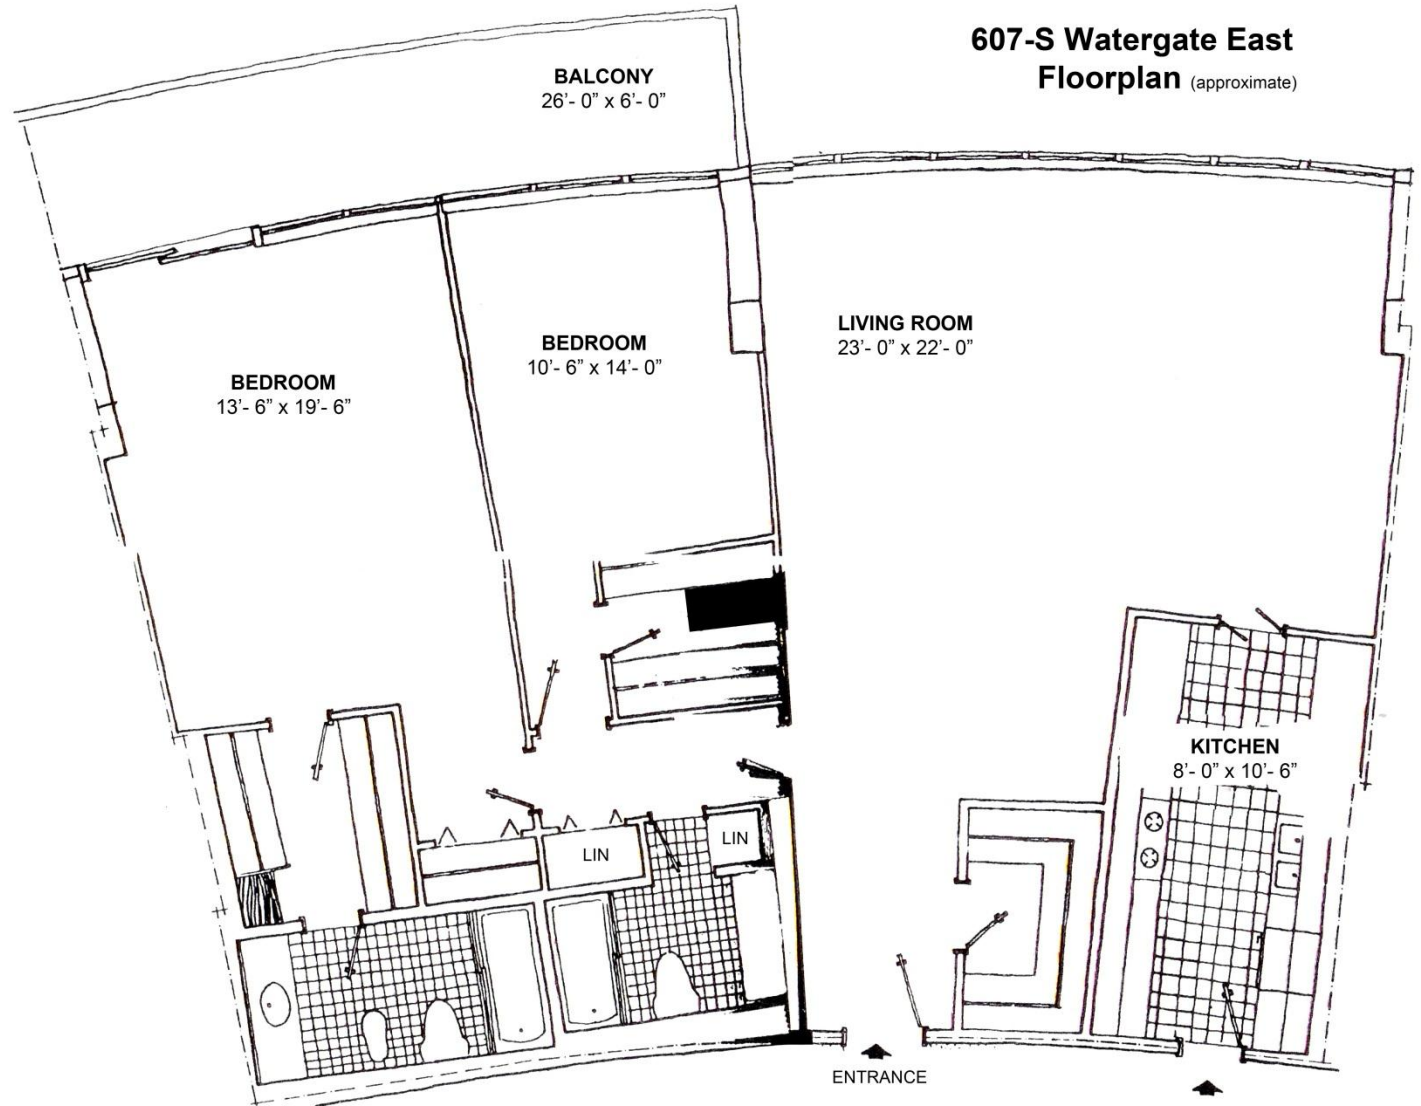 607-S Watergate East
Floorplan (approximate)
BALCONY
26'- 0" x 6'- 0"
BEDROOM
13'- 6" x 19'- 6"
BEDROOM
10'- 6" x 14'- 0"
LIVING ROOM
23'- 0" x 22'- 0"
KITCHEN
8'- 0" x 10'- 6"
LIN
LIN
ENTRANCE